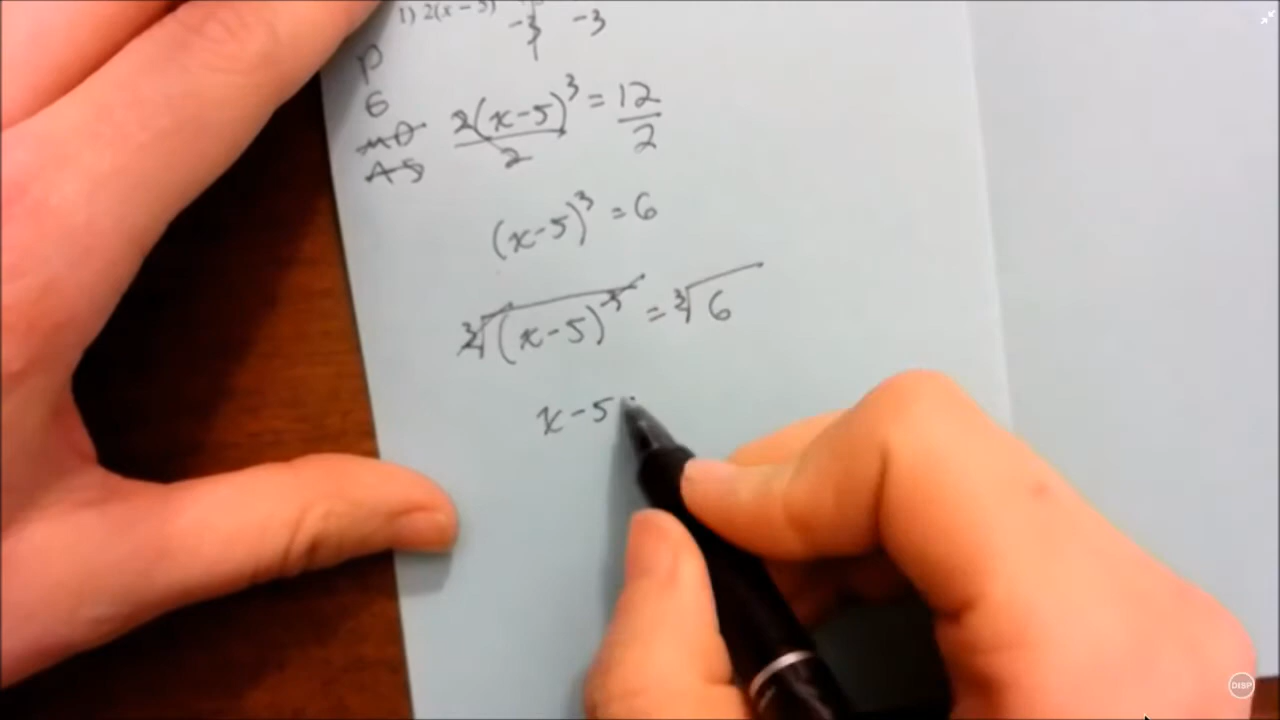 1) 2(x – 5)
-3 -3
P
E
MD
AS
2(x-5)³ = 12
2 2
(x-5)³ = 6
∛(x-5)³ = ∛6
x-5
DISP